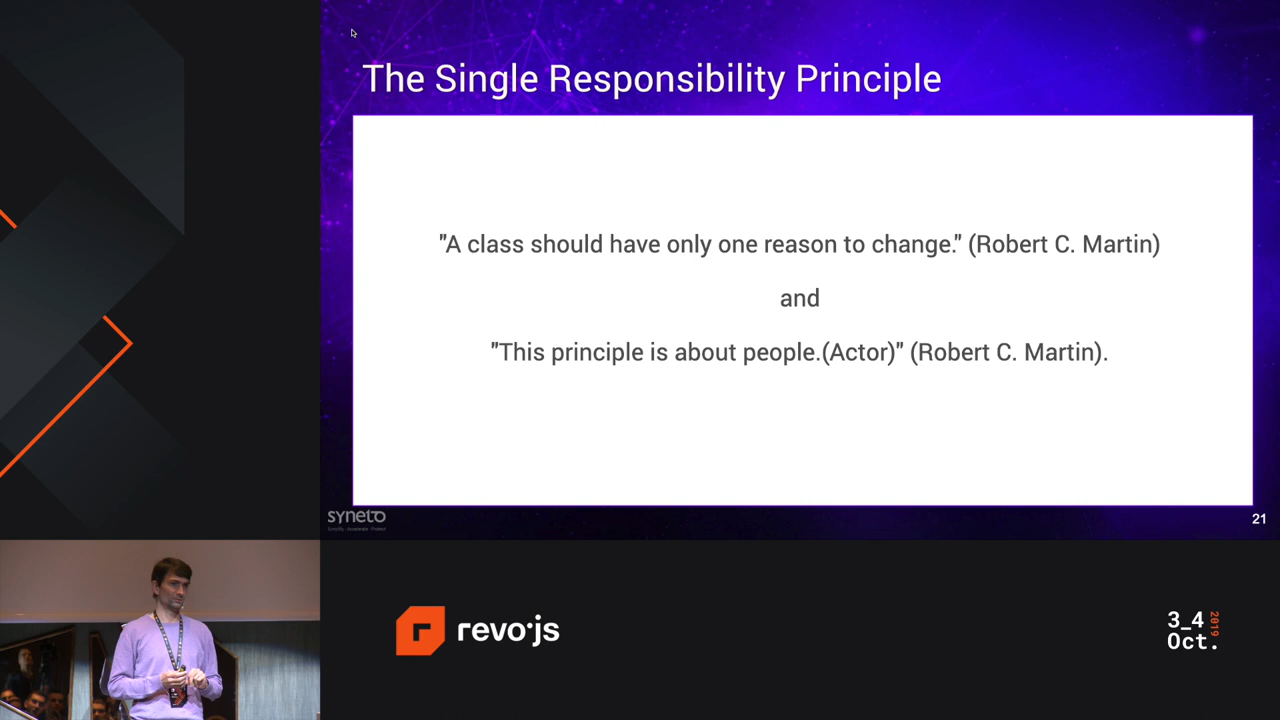 The Single Responsibility Principle
"A class should have only one reason to change." (Robert C. Martin)
and
"This principle is about people.(Actor)" (Robert C. Martin).
syneto
21
revo·js
3_4
Oct.
2019